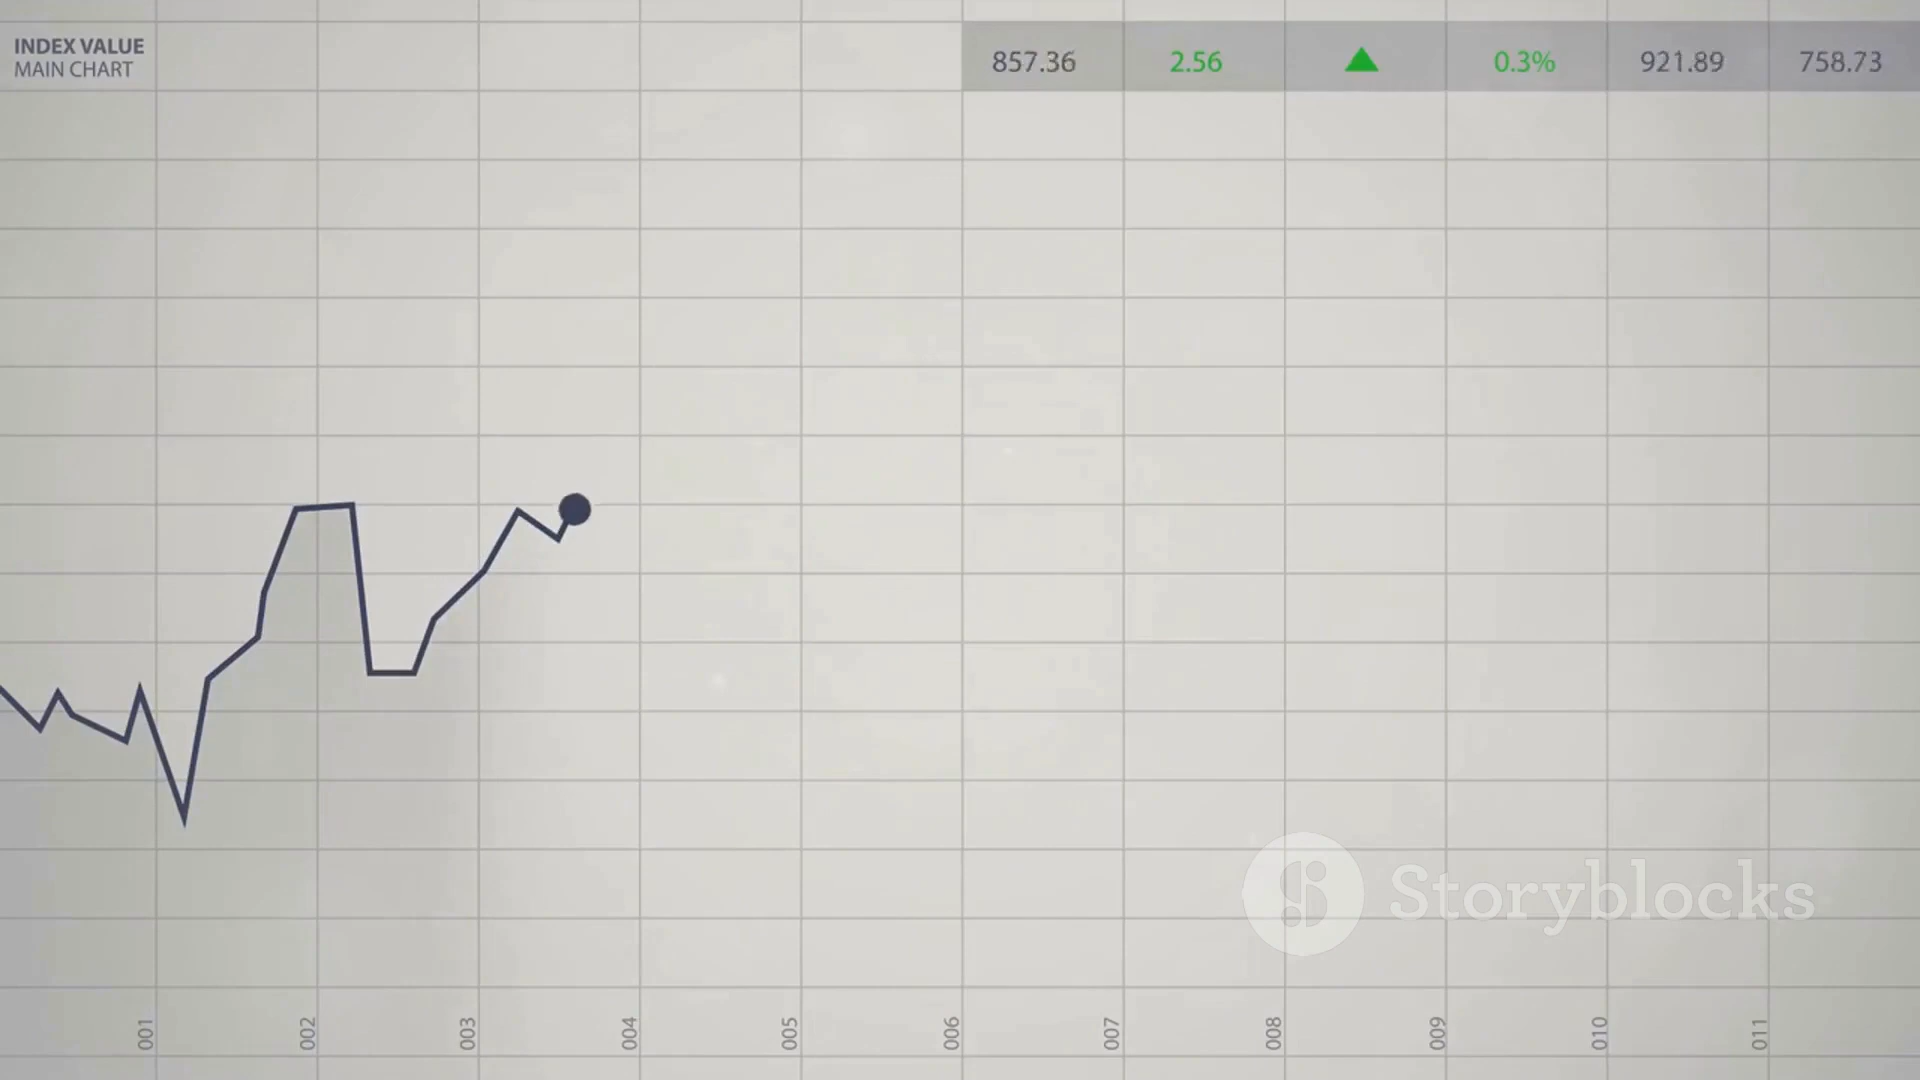 INDEX VALUE
MAIN CHART
857.36 2.56 0.3% 921.89 758.73
Storyblocks
001 002 003 004 005 006 007 008 009 010 011